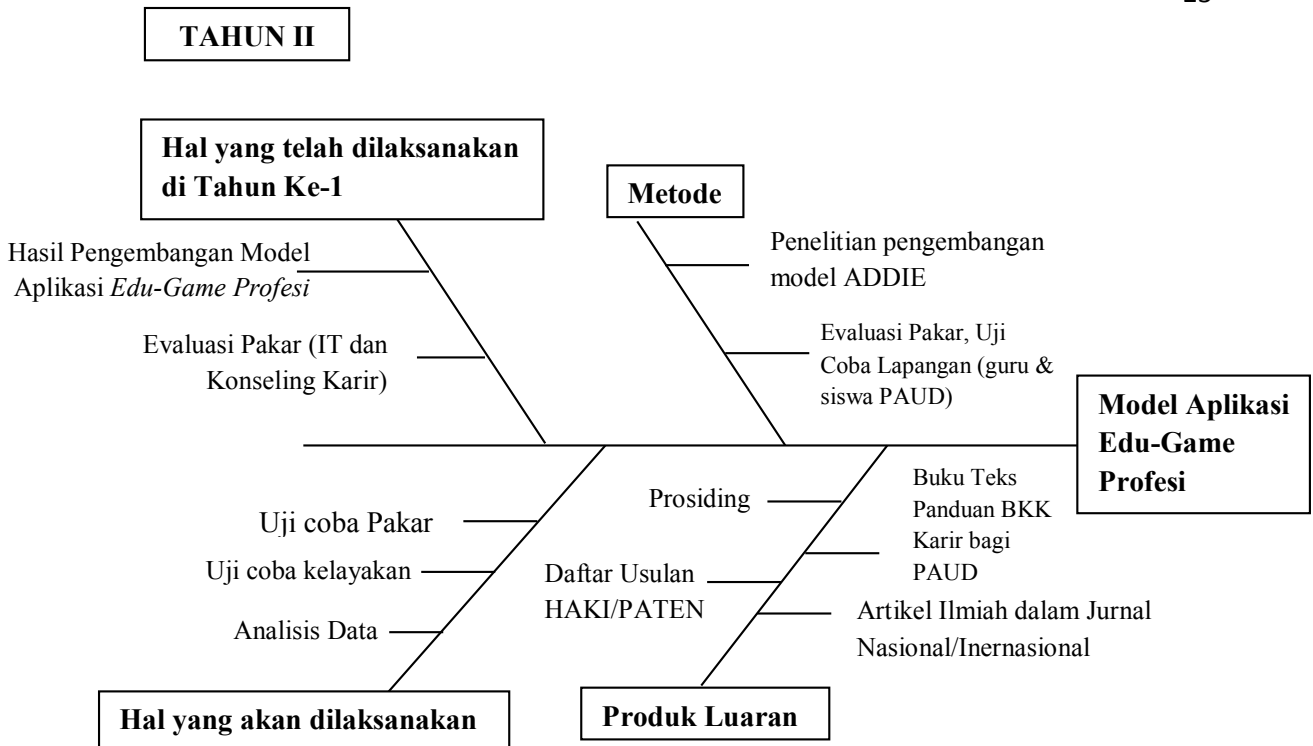 TAHUN II
Hal yang telah dilaksanakan
di Tahun Ke-1
Metode
Hasil Pengembangan Model
Aplikasi Edu-Game Profesi
Penelitian pengembangan
model ADDIE
Evaluasi Pakar (IT dan
Konseling Karir)
Evaluasi Pakar, Uji
Coba Lapangan (guru &
siswa PAUD)
Model Aplikasi
Edu-Game
Profesi
Uji coba Pakar
Uji coba kelayakan
Analisis Data
Prosiding
Daftar Usulan
HAKI/PATEN
Buku Teks
Panduan BKK
Karir bagi
PAUD
Artikel Ilmiah dalam Jurnal
Nasional/Inernasional
Hal yang akan dilaksanakan
Produk Luaran